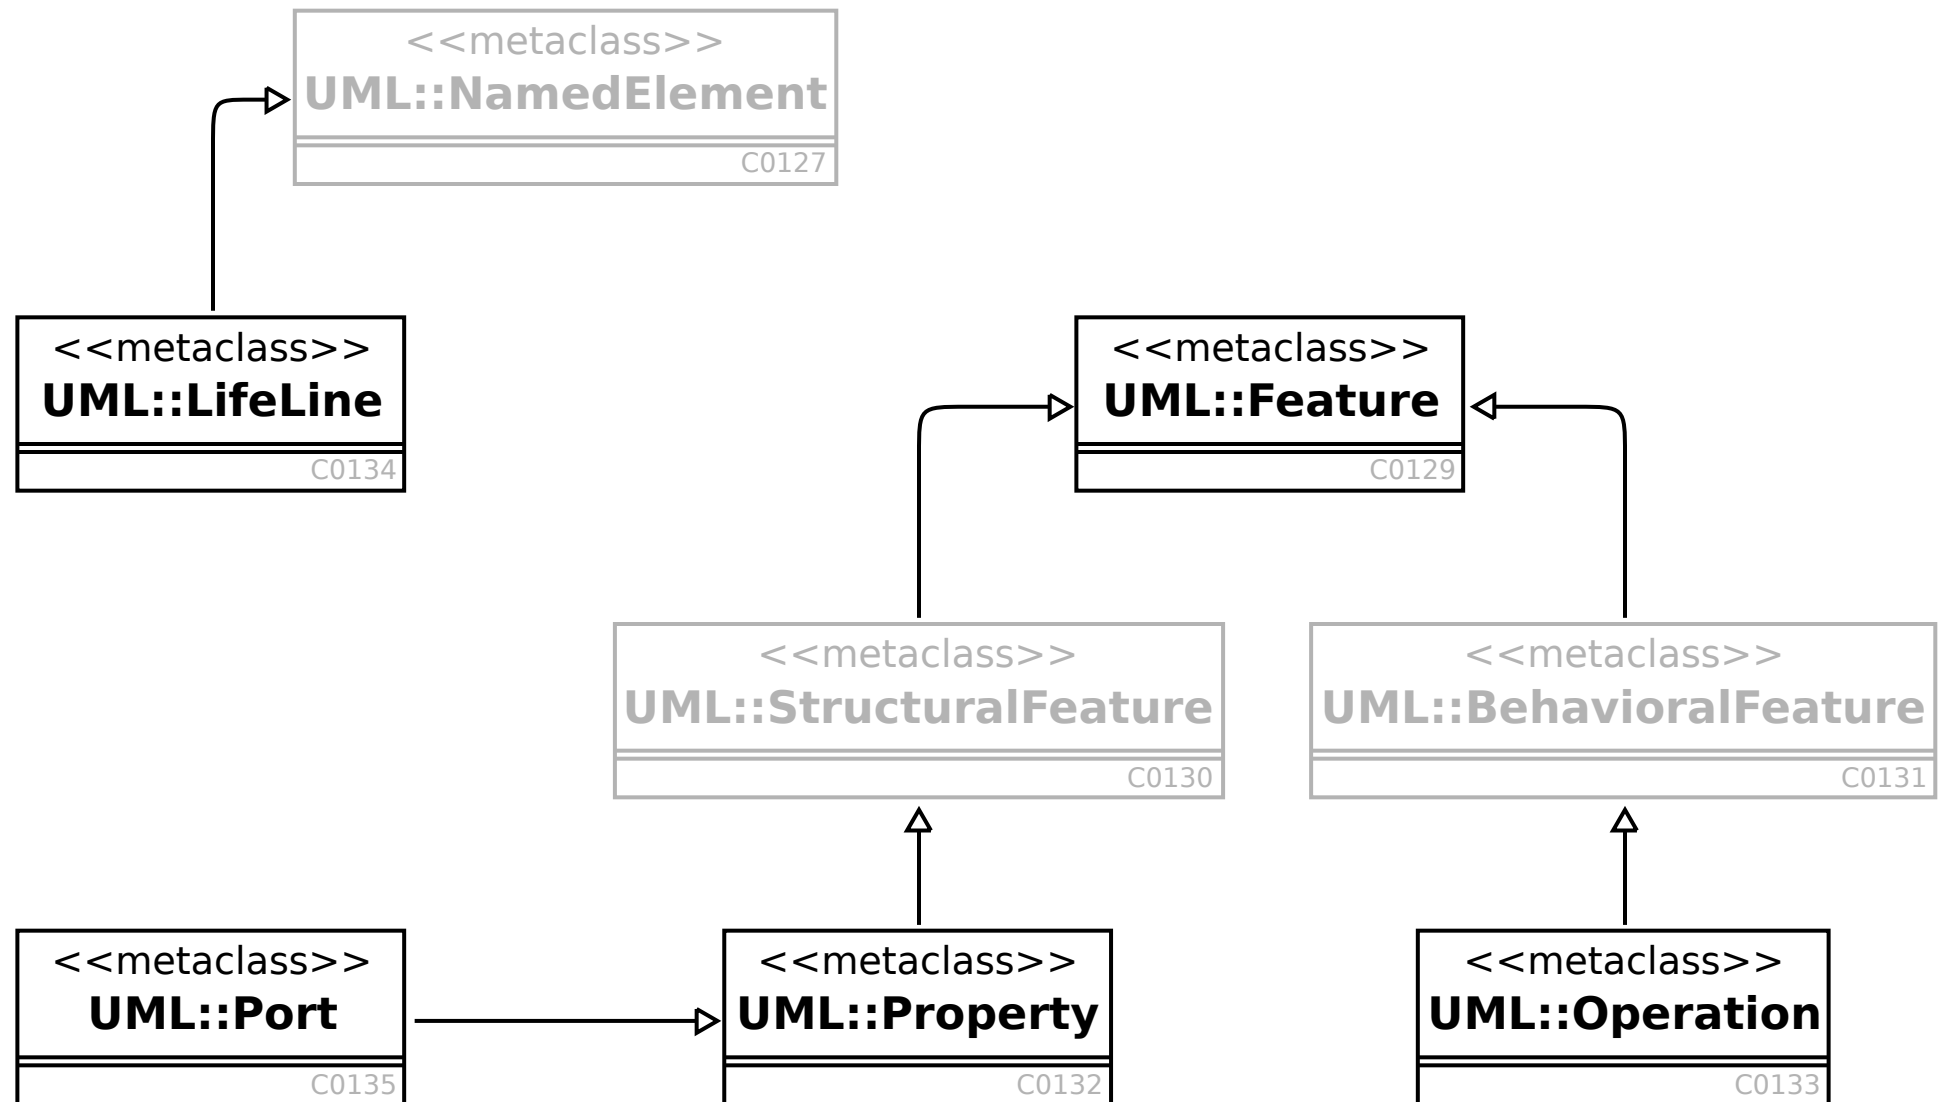 <<metaclass>>
UML::NamedElement
C0127
<<metaclass>>
UML::LifeLine
C0134
<<metaclass>>
UML::Feature
C0129
<<metaclass>>
UML::StructuralFeature
C0130
<<metaclass>>
UML::BehavioralFeature
C0131
<<metaclass>>
UML::Port
C0135
<<metaclass>>
UML::Property
C0132
<<metaclass>>
UML::Operation
C0133